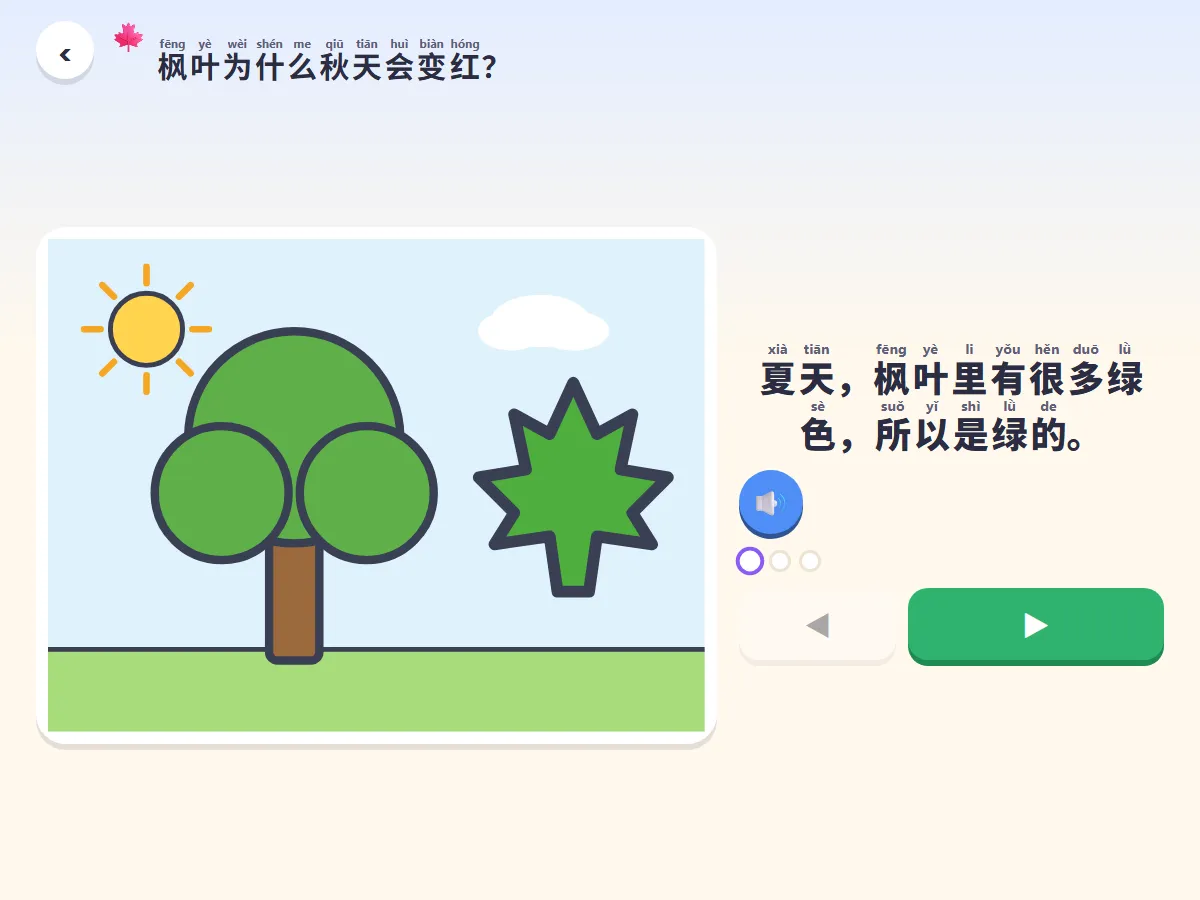 fēng yè wèi shén me qiū tiān huì biàn hóng
枫叶为什么秋天会变红？
xià tiān fēng yè li yǒu hěn duō lǜ
夏天，枫叶里有很多绿
sè suǒ yǐ shì lǜ de
色，所以是绿的。